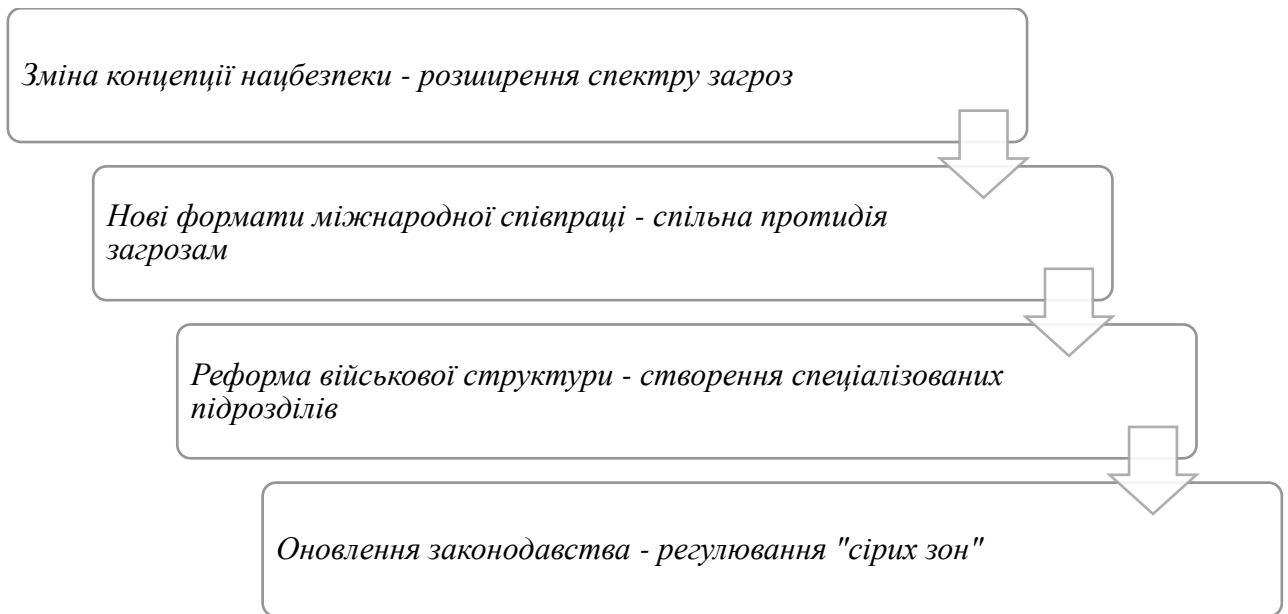 Зміна концепції нацбезпеки - розширення спектру загроз
Нові формати міжнародної співпраці - спільна протидія
загрозам
Реформа військової структури - створення спеціалізованих
підрозділів
Оновлення законодавства - регулювання "сірих зон"